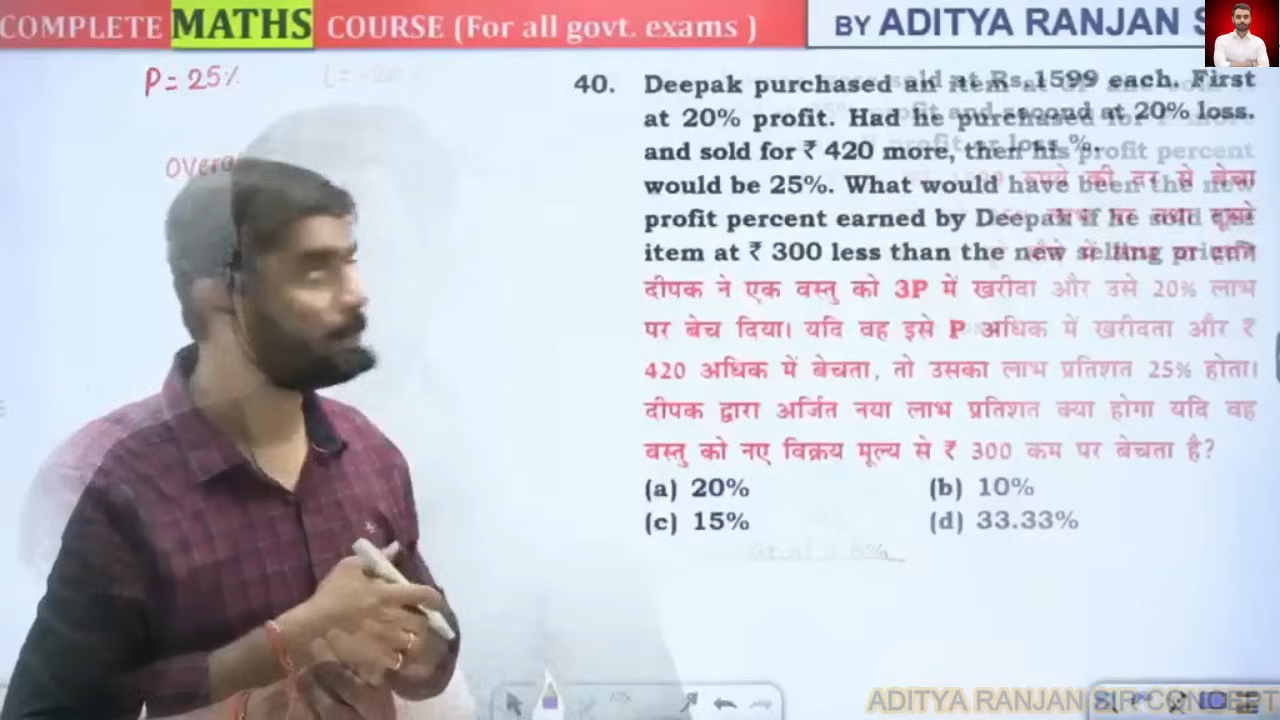 COMPLETE MATHS COURSE (For all govt. exams )
BY ADITYA RANJAN S
P = 25%
40. Deepak purchased an item at
at 20% profit. Had he purchased for
and sold for ₹ 420 more, then his profit percent
would be 25%. What would have been the new
profit percent earned by Deepak if he sold
item at ₹ 300 less than the new selling price
दीपक ने एक वस्तु को 3P में खरीदा और उसे 20% लाभ
पर बेच दिया। यदि वह इसे P अधिक में खरीदता और ₹
420 अधिक में बेचता, तो उसका लाभ प्रतिशत 25% होता।
दीपक द्वारा अर्जित नया लाभ प्रतिशत क्या होगा यदि वह
वस्तु को नए विक्रय मूल्य से ₹ 300 कम पर बेचता है?
(a) 20% (b) 10%
(c) 15% (d) 33.33%
ADITYA RANJAN SIR CONCEPT